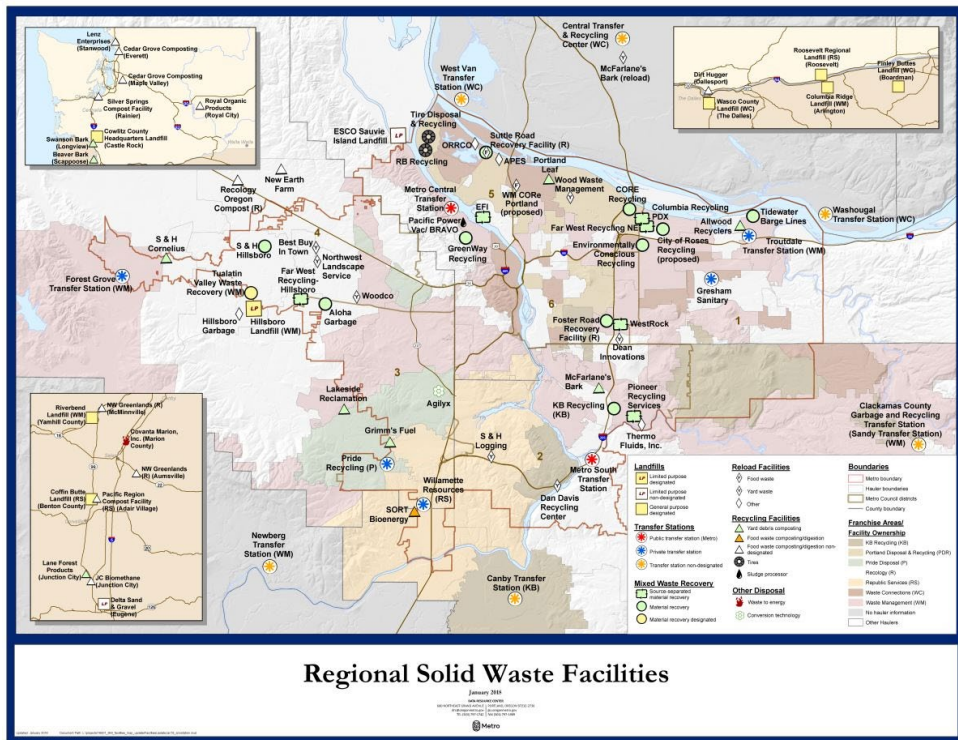 Lenz
Enterprises
(Stanwood)
Cedar Grove Composting
(Everett)
Cedar Grove Composting
(Maple Valley)
Silver Springs
Compost Facility
(Rainier)
Royal Organic
Products
(Royal City)
Cowlitz County
Headquarters Landfill
(Castle Rock)
Swanson Bark
(Longview)
Beaver Bark
(Scappoose)
Central Transfer
& Recycling
Center (WC)
McFarlane's
Bark (reload)
West Van
Transfer
Station (WC)
Roosevelt Regional
Landfill (RS)
(Roosevelt)
Finley Buttes
Landfill (WC)
(Boardman)
Dirt Hugger
(Dallesport)
Wasco County
Landfill (WC)
(The Dalles)
Columbia Ridge
Landfill (WM)
(Arlington)
Tire Disposal
& Recycling
ESCO Sauvie
Island Landfill
LP
RB Recycling
ORRCO
Suttle Road
Recovery Facility (R)
APES
Portland
Leaf
Wood Waste
Management
WM CORe
Portland
(proposed)
5
CORE
Recycling
Columbia Recycling
PDX
Far West Recycling NE
Allwood
Recyclers
Tidewater
Barge Lines
Washougal
Transfer Station (WC)
Troutdale
Transfer Station (WM)
City of Roses
Recycling
(proposed)
Environmentally
Conscious
Recycling
Gresham
Sanitary
New Earth
Farm
Recology
Oregon
Compost (R)
Metro Central
Transfer
Station
EFI
Pacific Power
Vac/ BRAVO
GreenWay
Recycling
S & H
Cornelius
S & H
Hillsboro
Best Buy
In Town
4
Northwest
Landscape
Service
Far West
Recycling-
Hillsboro
Forest Grove
Transfer Station (WM)
Tualatin
Valley Waste
Recovery (WM)
Woodco
Hillsboro
Garbage
LP
Hillsboro
Landfill (WM)
Aloha
Garbage
6
1
Foster Road
Recovery
Facility (R)
WestRock
Dean
Innovations
3
Lakeside
Reclamation
Agilyx
McFarlane's
Bark
Pioneer
Recycling
Services
KB Recycling
(KB)
Thermo
Fluids, Inc.
Grimm's Fuel
Pride
Recycling (P)
S & H
Logging
2
Metro South
Transfer
Station
Dan Davis
Recycling
Center
Willamette
Resources
(RS)
SORT
Bioenergy
Newberg
Transfer
Station (WM)
Canby Transfer
Station (KB)
Clackamas County
Garbage and Recycling
Transfer Station
(Sandy Transfer Station)
(WM)
Riverbend
Landfill (WM)
(Yamhill County)
NW Greenlands (R)
(McMinnville)
Covanta Marion,
Inc. (Marion
County)
NW Greenlands
(R) (Aumsville)
Coffin Butte
Landfill (RS)
(Benton County)
Pacific Region
Compost Facility
(RS) (Adair Village)
Lane Forest
Products
(Junction City)
JC Biomethane
(Junction City)
LP
Delta Sand
& Gravel
(Eugene)
Landfills
LP Limited purpose
designated
LP Limited purpose
non-designated
General purpose
designated
Transfer Stations
Public transfer station (Metro)
Private transfer station
Transfer station non-designated
Mixed Waste Recovery
Source separated
material recovery
Material recovery
Material recovery designated
Reload Facilities
Food waste
Yard waste
Other
Recycling Facilities
Yard debris composting
Food waste composting/digestion
Food waste composting/digestion non-
designated
Tires
Sludge processor
Other Disposal
Waste to energy
Conversion technology
Boundaries
Metro boundary
Hauler boundaries
Metro Council districts
County boundary
Franchise Areas/
Facility Ownership
KB Recycling (KB)
Portland Disposal & Recycling (PDR)
Pride Disposal (P)
Recology (R)
Republic Services (RS)
Waste Connections (WC)
Waste Management (WM)
No hauler information
Other Haulers
Regional Solid Waste Facilities
January 2018
Metro